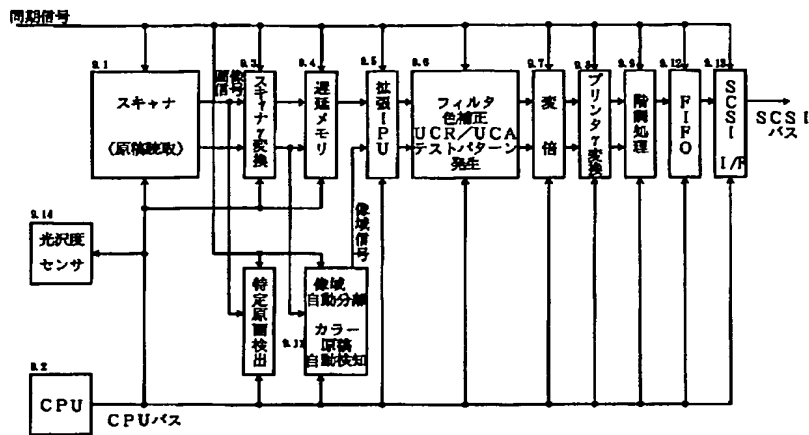 同期信号
9.1
スキャナ
(原稿読取)
画像
信号
9.3
スキャナγ変換
9.4
遅延メモリ
9.5
拡張IPU
9.6
フィルタ
色補正
UCR/UCA
テストパターン
発生
9.7
変倍
9.8
プリンタγ変換
9.9
階調処理
9.12
FIFO
9.13
SCSI
I/F
SCSI
バス
像域信号
9.14
光沢度
センサ
特定原画検出
像域
自動分離
カラー
原稿
自動検知
9.2
CPU
CPUバス